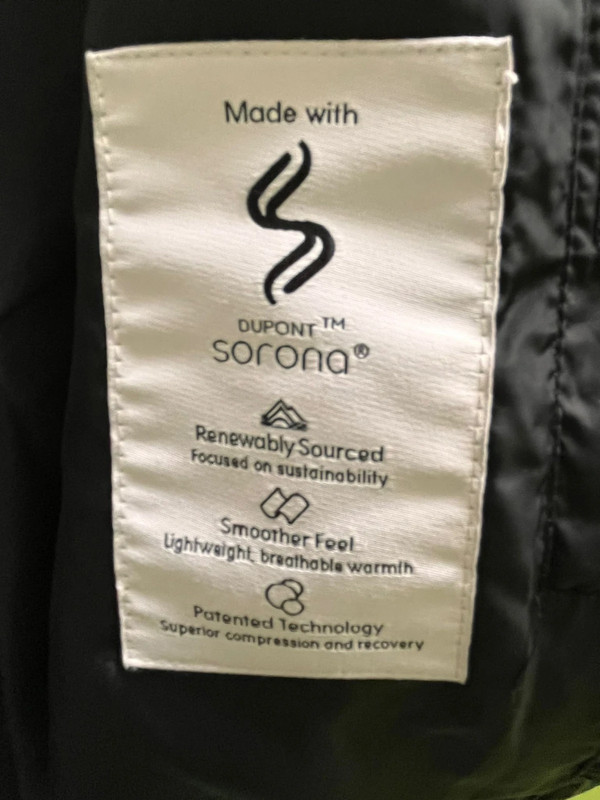 Made with
DUPONT™
sorona®
Renewably Sourced
Focused on sustainability
Smoother Feel
Lightweight, breathable warmth
Patented Technology
Superior compression and recovery